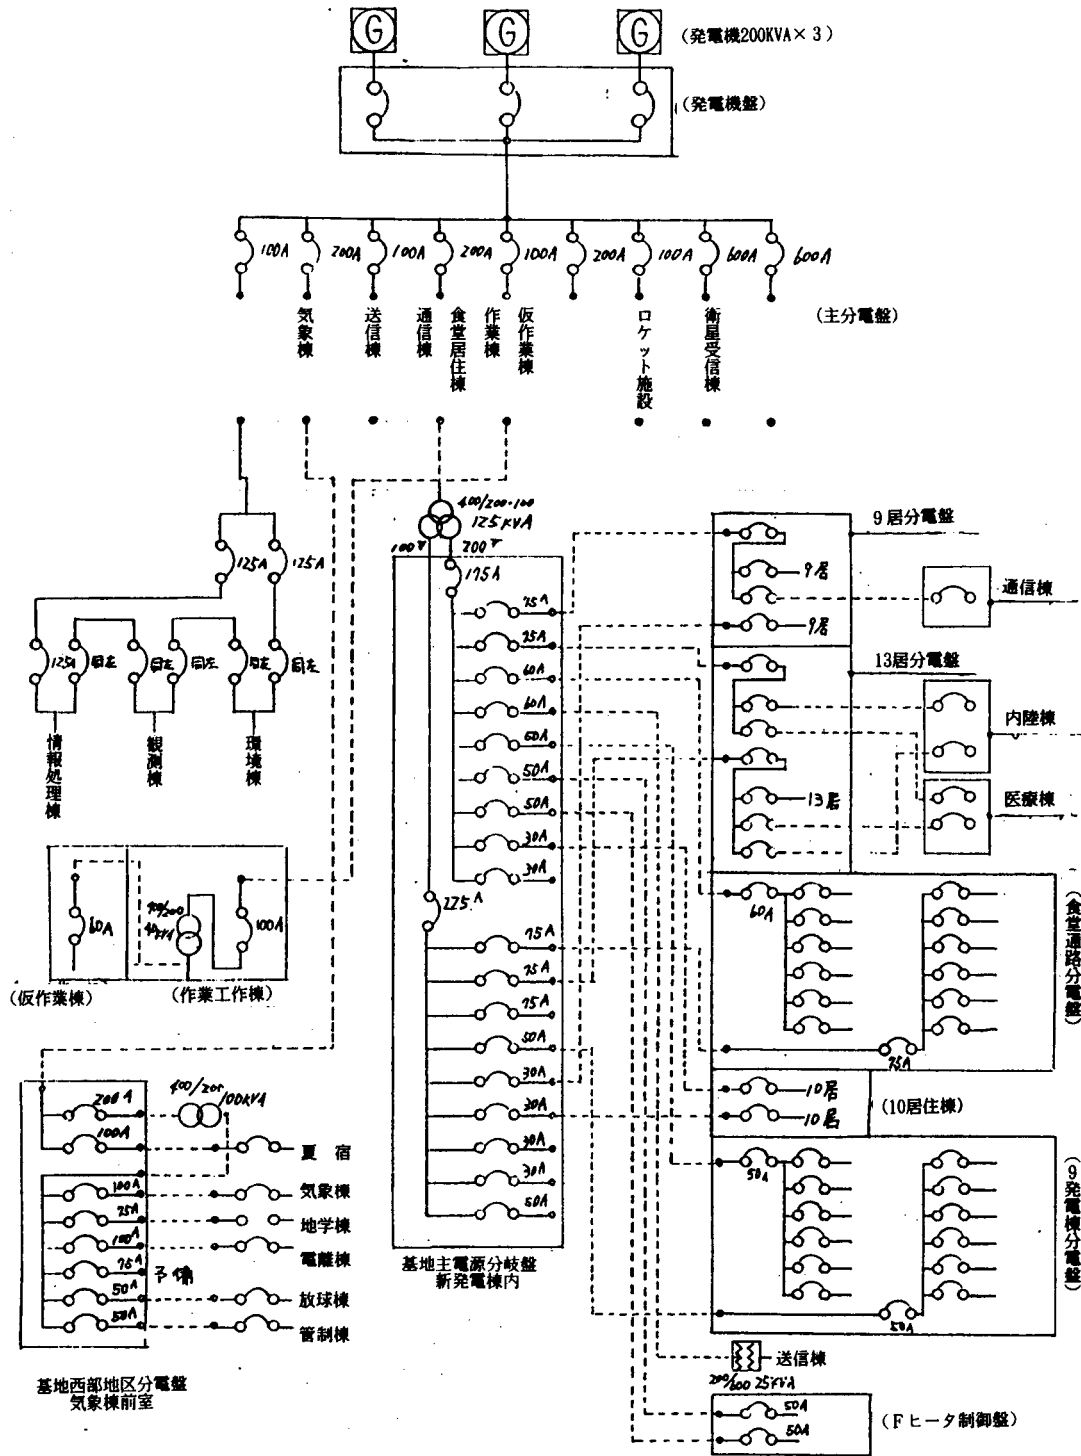 G G G (発電機200KVA×3)
(発電機盤)
100A 200A 100A 200A 100A 200A 100A 600A 600A
(主分電盤)
気象棟
送信棟
通信棟
食堂居住棟
作業棟
仮作業棟
ロケット施設
衛星受信棟
400/200-100
125KVA
100V 200V
175A
75A
75A
60A
60A
50A
50A
50A
30A
30A
225A
75A
75A
75A
50A
30A
30A
30A
30A
50A
基地主電源分岐盤
新発電棟内
125A 125A
125A 同左 同左 同左 同左 同左
情報処理棟
観測棟
環境棟
60A
400/200
100A
(仮作業棟)
(作業工作棟)
200A
400/200
100KVA
100A
夏 宿
100A
気象棟
75A
地学棟
100A
電離棟
75A
予備
50A
放球棟
50A
管制棟
基地西部地区分電盤
気象棟前室
9居分電盤
9居
通信棟
9居
13居分電盤
内陸棟
13居
医療棟
60A
75A
(食堂通路分電盤)
10居
10居
(10居住棟)
50A
50A
(9発電棟分電盤)
送信棟
200/600 25KVA
50A
50A
(Fヒータ制御盤)